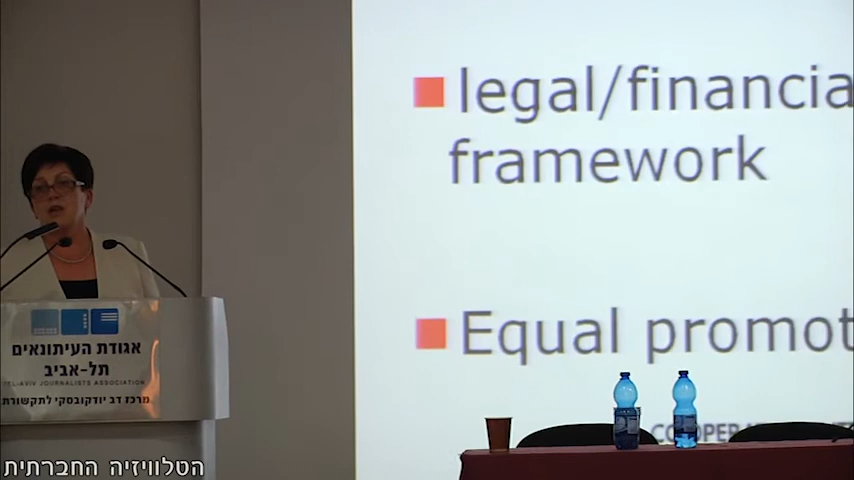 legal/financia
framework
Equal promot
COOPERAT
אגודת העיתונאים
תל-אביב
TEL-AVIV JOURNALISTS ASSOCIATION
מרכז דב יודקובסקי לתקשורת
הטלוויזיה החברתית